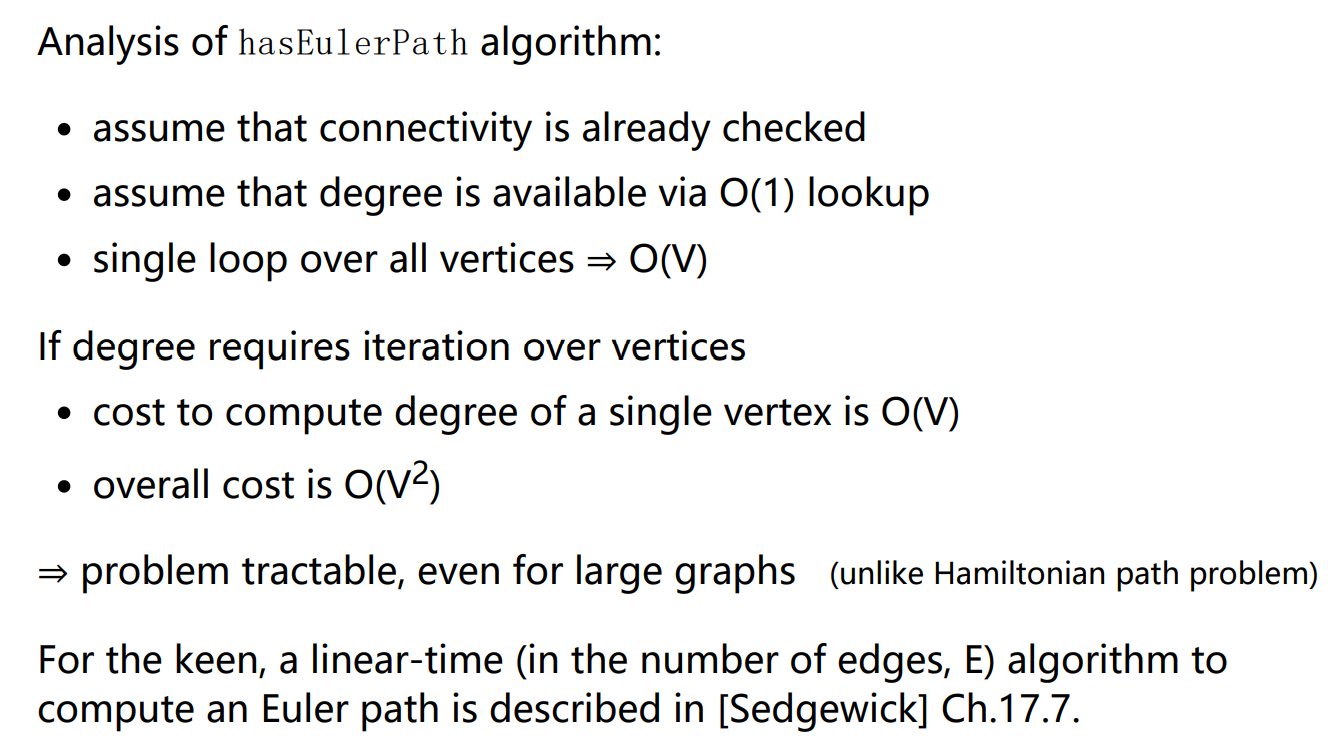 Analysis of hasEulerPath algorithm:
• assume that connectivity is already checked
• assume that degree is available via O(1) lookup
• single loop over all vertices ⇒ O(V)
If degree requires iteration over vertices
• cost to compute degree of a single vertex is O(V)
• overall cost is O(V²)
⇒ problem tractable, even for large graphs (unlike Hamiltonian path problem)
For the keen, a linear-time (in the number of edges, E) algorithm to
compute an Euler path is described in [Sedgewick] Ch.17.7.